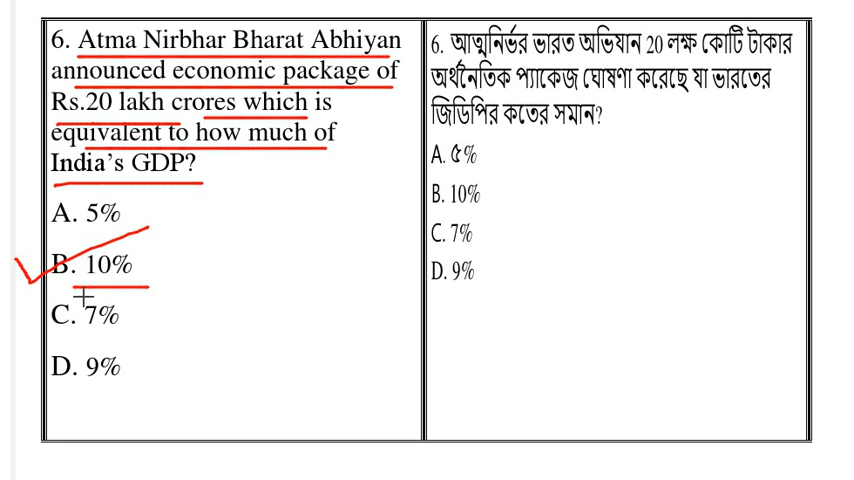 6. Atma Nirbhar Bharat Abhiyan
announced economic package of
Rs.20 lakh crores which is
equivalent to how much of
India's GDP?
A. 5%
B. 10%
C. 7%
D. 9%
6. আত্মনির্ভর ভারত অভিযান 20 লক্ষ কোটি টাকার
অর্থনৈতিক প্যাকেজ ঘোষণা করেছে যা ভারতের
জিডিপির কতের সমান?
A. ৫%
B. 10%
C. 7%
D. 9%